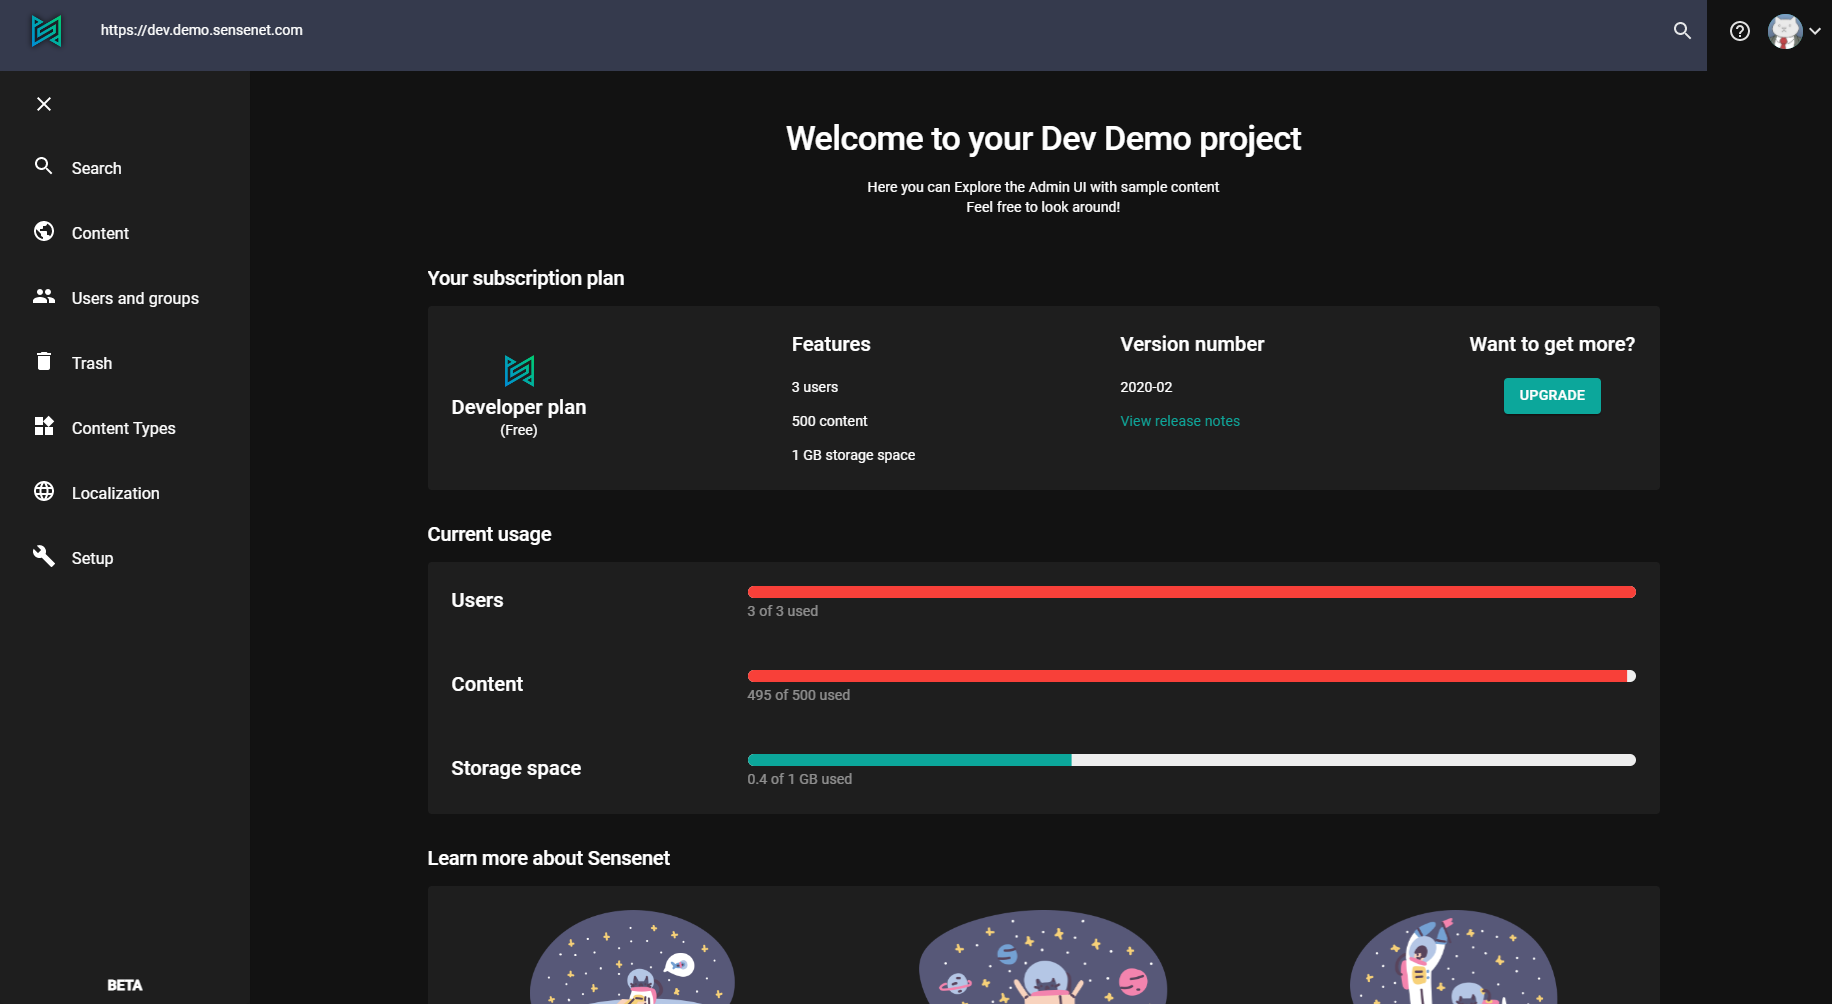 https://dev.demo.sensenet.com
Search
Content
Users and groups
Trash
Content Types
Localization
Setup
BETA
Welcome to your Dev Demo project
Here you can Explore the Admin UI with sample content
Feel free to look around!
Your subscription plan
Developer plan
(Free)
Features
3 users
500 content
1 GB storage space
Version number
2020-02
View release notes
Want to get more?
UPGRADE
Current usage
Users
3 of 3 used
Content
495 of 500 used
Storage space
0.4 of 1 GB used
Learn more about Sensenet